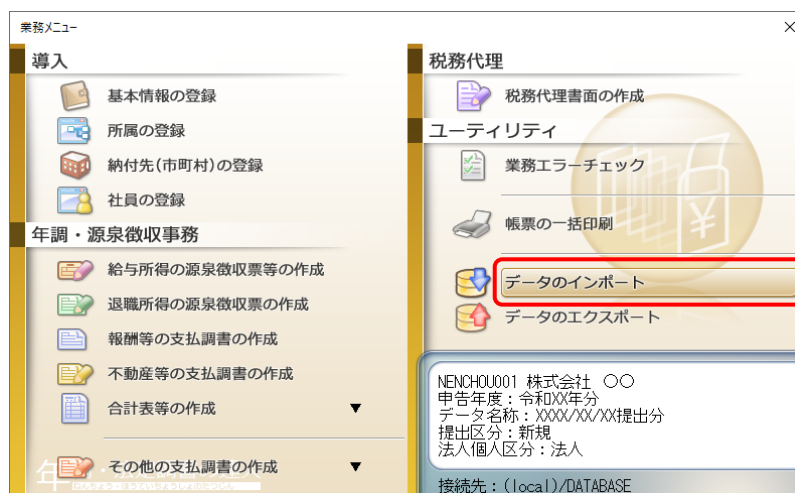 業務メニュー
導入
基本情報の登録
所属の登録
納付先(市町村)の登録
社員の登録
年調・源泉徴収事務
給与所得の源泉徴収票等の作成
退職所得の源泉徴収票の作成
報酬等の支払調書の作成
不動産等の支払調書の作成
合計表等の作成 ▼
その他の支払調書の作成 ▼
税務代理
税務代理書面の作成
ユーティリティ
業務エラーチェック
帳票の一括印刷
データのインポート
データのエクスポート
NENCHOU001 株式会社 〇〇
申告年度:令和XX年分
データ名称:XXXX/XX/XX提出分
提出区分:新規
法人個人区分:法人
接続先:(local)/DATABASE